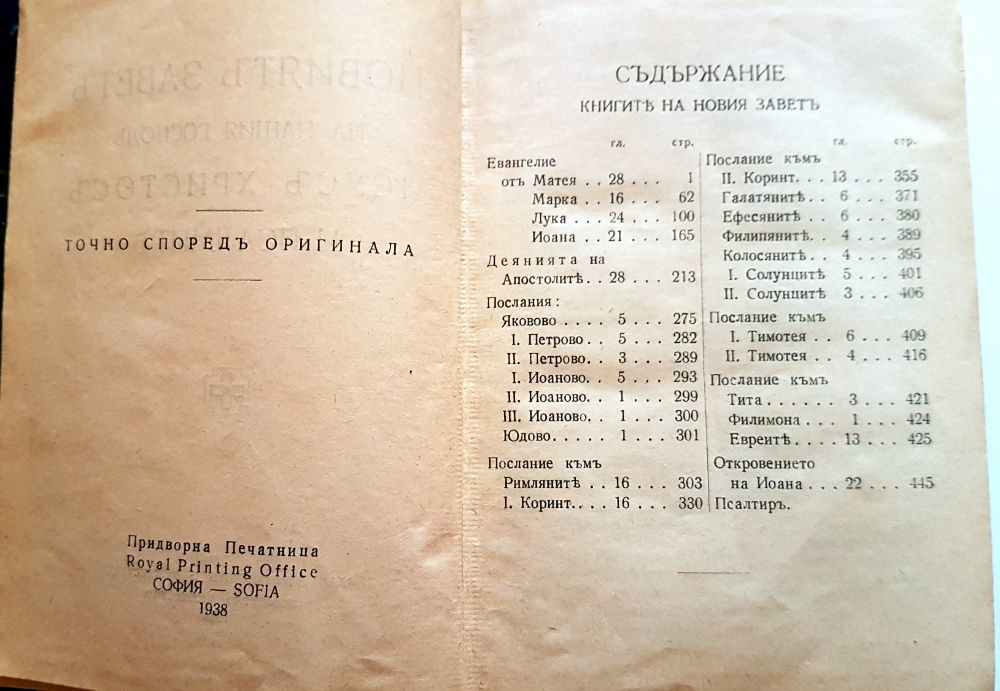 ТОЧНО СПОРЕДЪ ОРИГИНАЛА
Придворна Печатница
Royal Printing Office
СОФИЯ — SOFIA
1938
СЪДЪРЖАНИЕ
КНИГИТѢ НА НОВИЯ ЗАВЕТЪ
гл. стр.
Евангелие
отъ Матея . . 28 . . . 1
Марка . . 16 . . . 62
Лука . . 24 . . . 100
Иоана . . 21 . . . 165
Деянията на
Апостолитѣ. . 28 . . . 213
Послания:
Яковово . . . . 5 . . . 275
I. Петрово . . 5 . . . 282
II. Петрово . . 3 . . . 289
I. Иоаново. . 5 . . . 293
II. Иоаново. . 1 . . . 299
III. Иоаново. . 1 . . . 300
Юдово. . . . . 1 . . . 301
Послание къмъ
Римлянитѣ . . 16 . . . 303
I. Коринт. . . . 16 . . . 330
гл. стр.
Послание къмъ
II. Коринт. . . 13 . . . 355
Галатянитѣ . . 6 . . . 371
Ефесянитѣ . . 6 . . . 380
Филипянитѣ. . 4 . . . 389
Колосянитѣ. . 4 . . . 395
I. Солунцитѣ 5 . . . 401
II. Солунцитѣ 3 . . . 406
Послание къмъ
I. Тимотея . . 6 . . . 409
II. Тимотея . . 4 . . . 416
Послание къмъ
Тита . . . . . . 3 . . . 421
Филимона . . . 1 . . . 424
Евреитѣ . . . . 13 . . . 425
Откровението
на Иоана . . . 22 . . . 445
Псалтир.